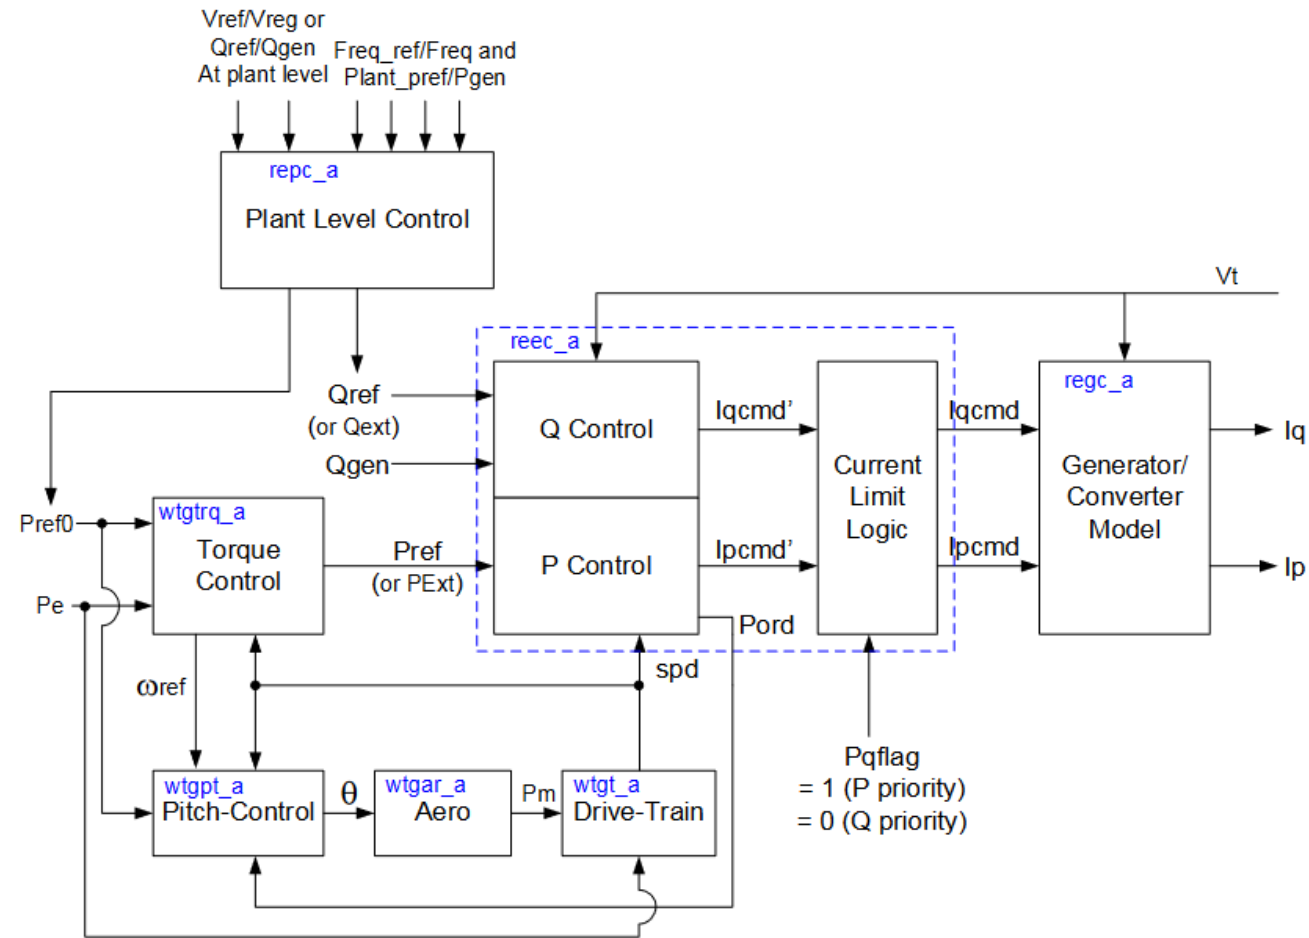 Vref/Vreg or
Qref/Qgen
At plant level
Freq_ref/Freq and
Plant_pref/Pgen
repc_a
Plant Level Control
Vt
reec_a
regc_a
Qref
(or Qext)
Qgen
Q Control
Iqcmd’
Iqcmd
Iq
Current
Limit
Logic
Generator/
Converter
Model
Pref0
wtgtrq_a
Torque
Control
Pref
(or PExt)
P Control
Ipcmd’
Ipcmd
Ip
Pe
Pord
spd
ωref
Pqflag
= 1 (P priority)
= 0 (Q priority)
wtgpt_a
Pitch-Control
θ
wtgar_a
Aero
Pm
wtgt_a
Drive-Train